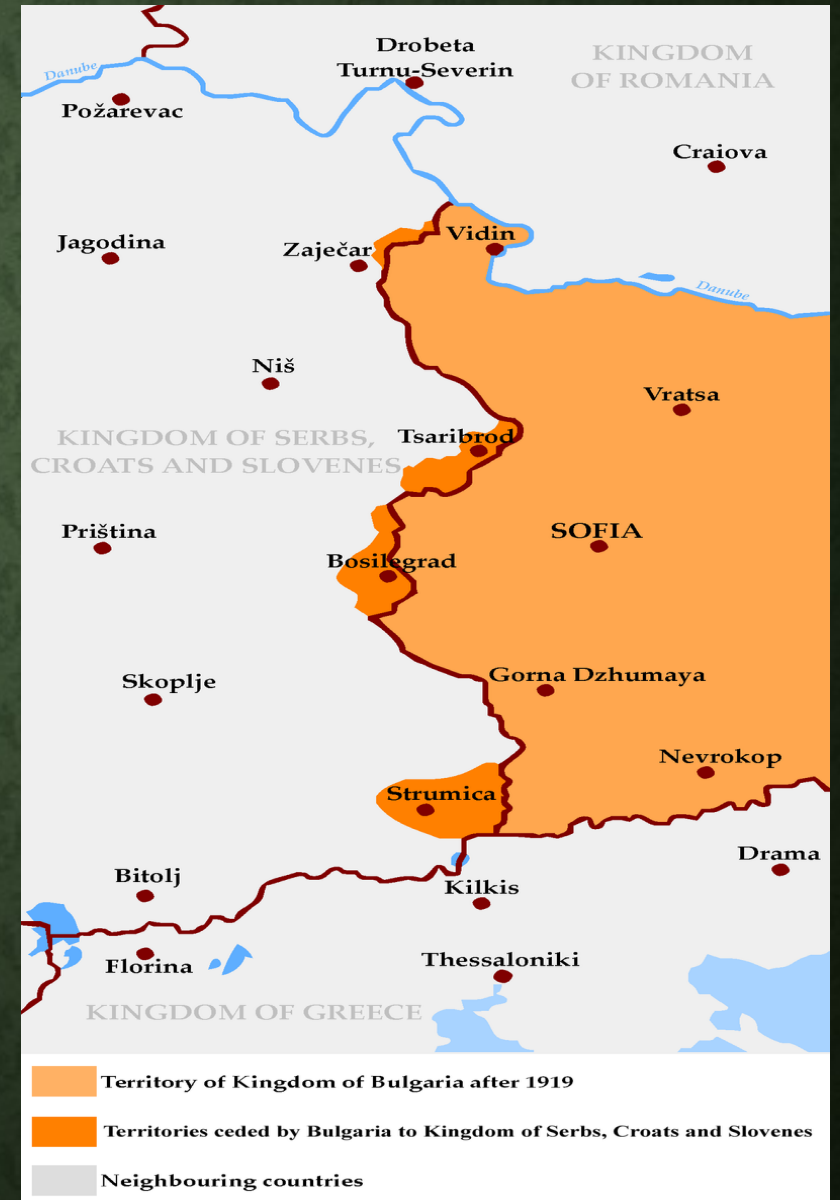 Drobeta
Turnu-Severin
KINGDOM
OF ROMANIA
Danube
Požarevac
Craiova
Jagodina
Zaječar
Vidin
Danube
Niš
Vratsa
KINGDOM OF SERBS,
CROATS AND SLOVENES
Tsaribrod
Priština
SOFIA
Bosilegrad
Skoplje
Gorna Dzhumaya
Nevrokop
Strumica
Drama
Bitolj
Kilkis
Florina
Thessaloniki
KINGDOM OF GREECE
Territory of Kingdom of Bulgaria after 1919
Territories ceded by Bulgaria to Kingdom of Serbs, Croats and Slovenes
Neighbouring countries